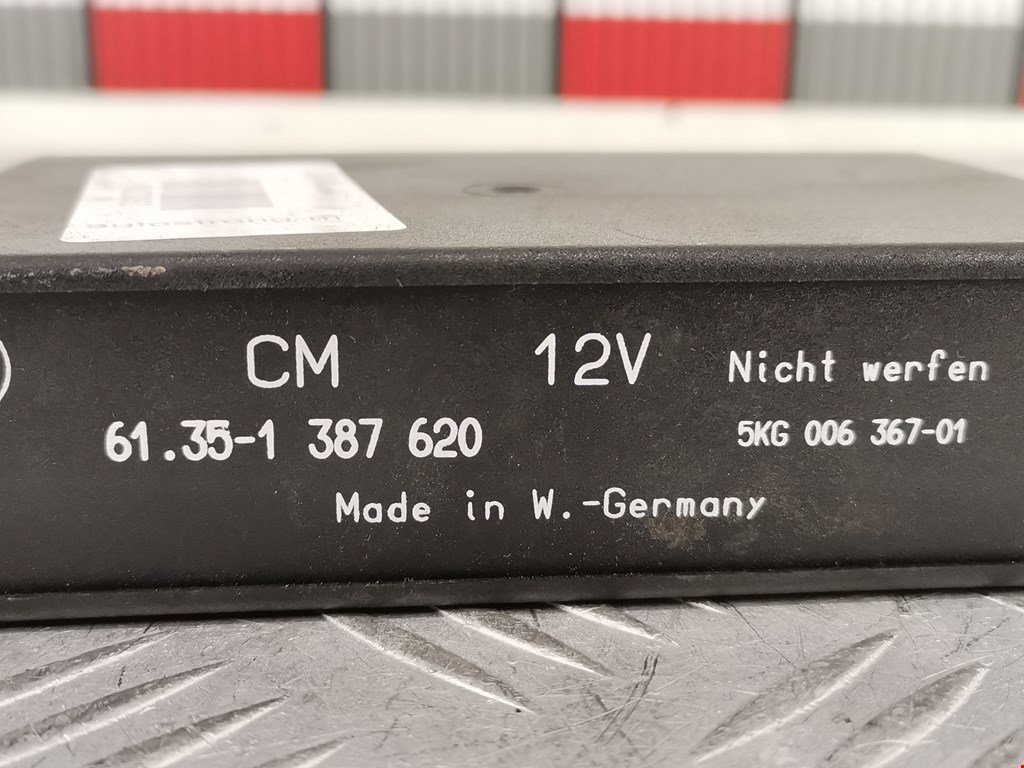 CM 12V Nicht werfen
61.35-1 387 620 5KG 006 367-01
Made in W.-Germany